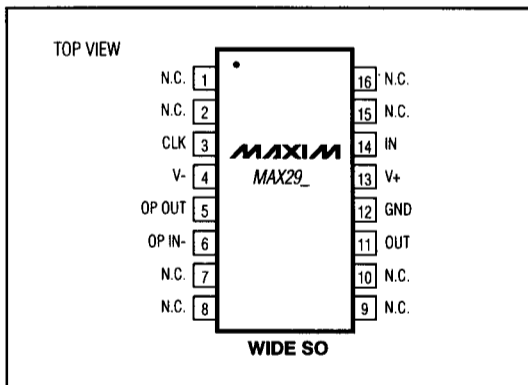 TOP VIEW
N.C. 1
N.C. 2
CLK 3
V- 4
OP OUT 5
OP IN- 6
N.C. 7
N.C. 8
MAXIM
MAX29_
16 N.C.
15 N.C.
14 IN
13 V+
12 GND
11 OUT
10 N.C.
9 N.C.
WIDE SO